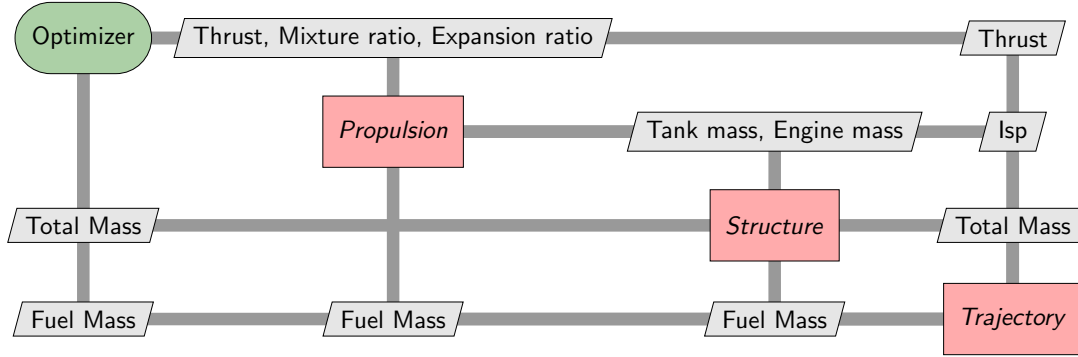 Optimizer
Thrust, Mixture ratio, Expansion ratio
Thrust
Propulsion
Tank mass, Engine mass
Isp
Total Mass
Structure
Total Mass
Fuel Mass
Fuel Mass
Fuel Mass
Trajectory